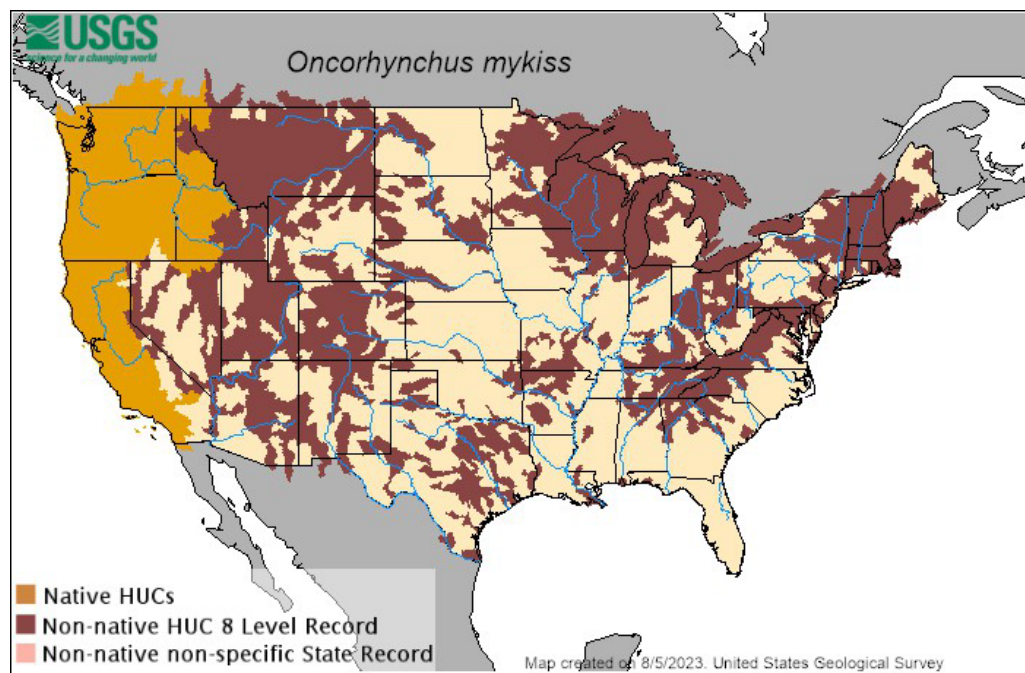 USGS
science for a changing world
Oncorhynchus mykiss
Native HUCs
Non-native HUC 8 Level Record
Non-native non-specific State Record
Map created on 8/5/2023. United States Geological Survey